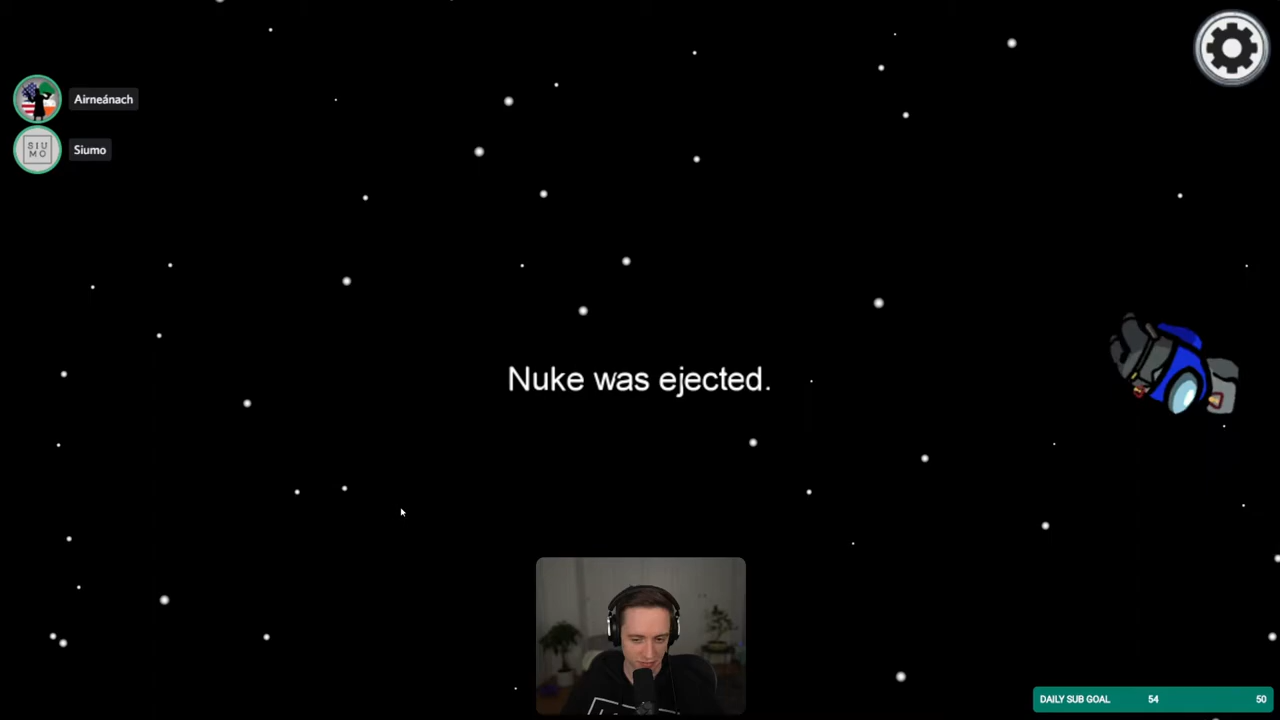 Airneánach
SIU
MO
Siumo
Nuke was ejected.
DAILY SUB GOAL 54 50